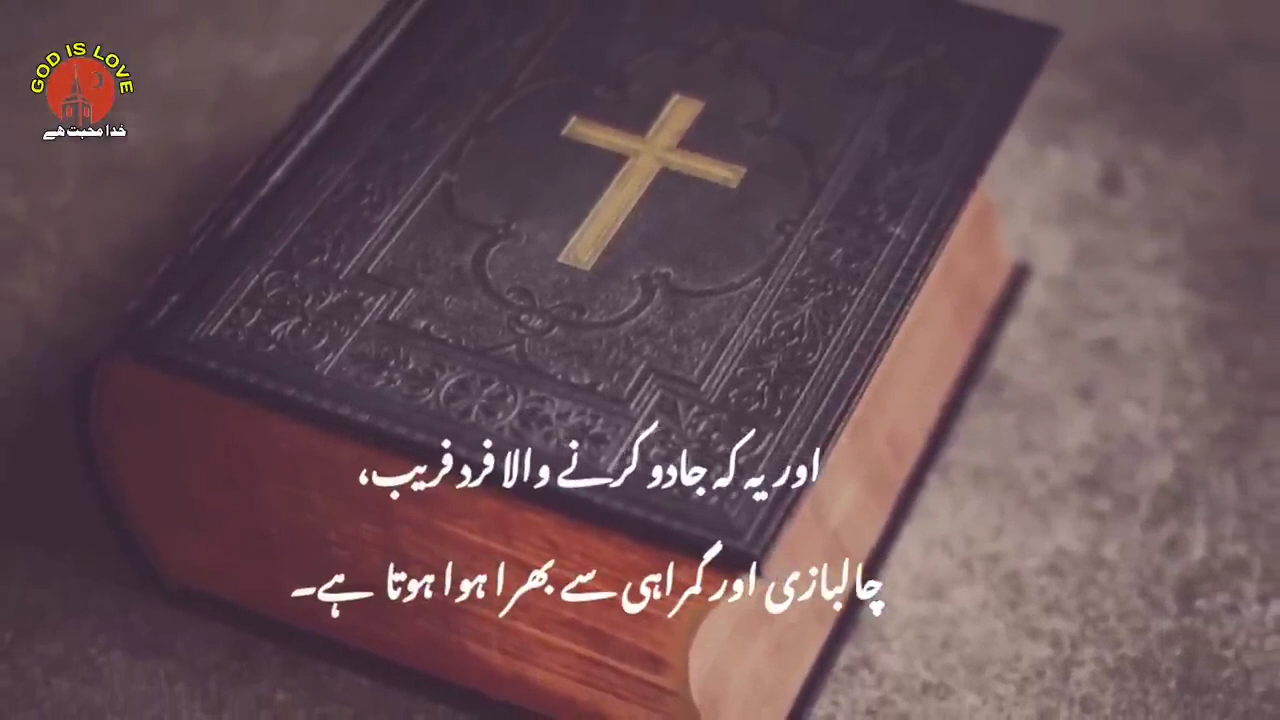 GOD IS LOVE
خدا محبت ھے
اور یہ کہ جادو کرنے والا فرد فریب،
چالبازی اور گمراہی سے بھرا ہوا ہوتا ہے۔